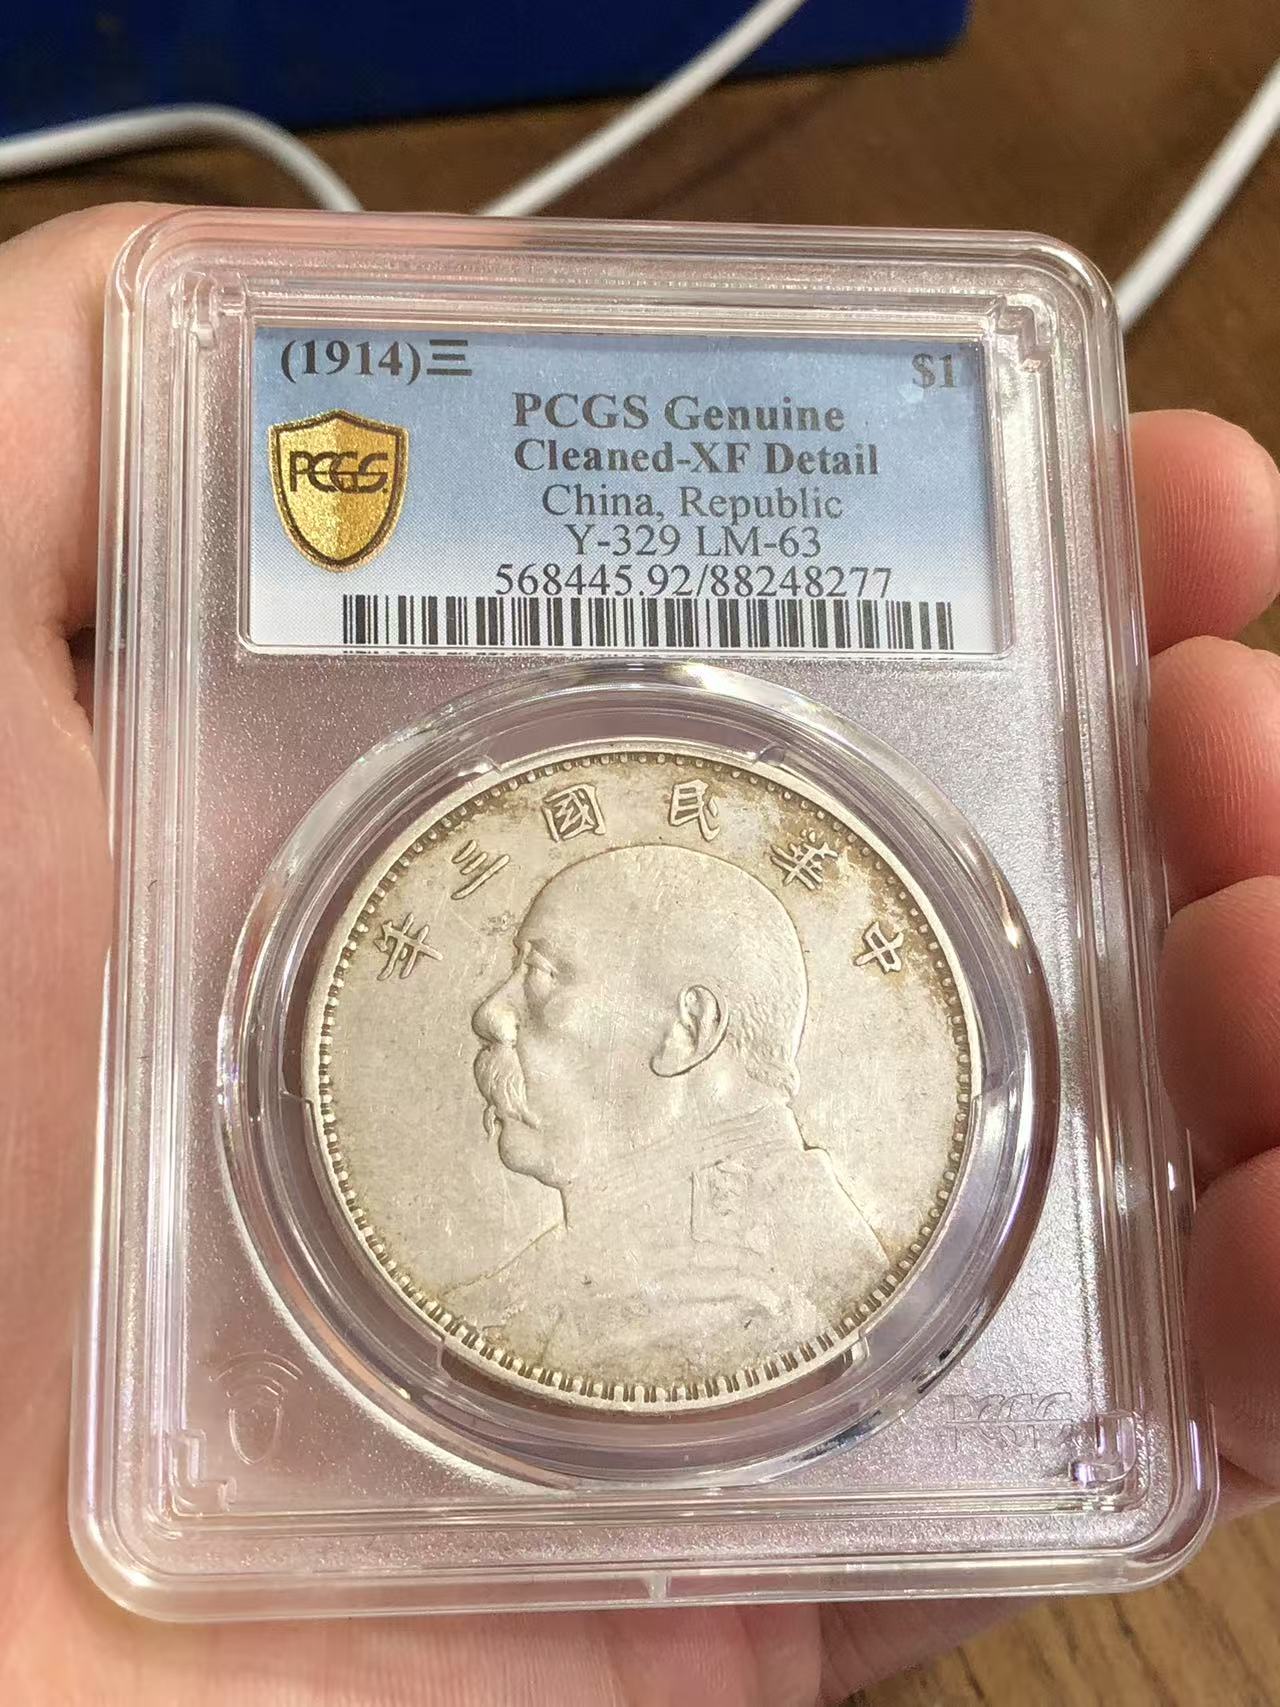 (1914)三 $1
PCGS Genuine
Cleaned-XF Detail
China, Republic
Y-329 LM-63
568445.92/88248277
PCGS
中華民國三年
PCGS